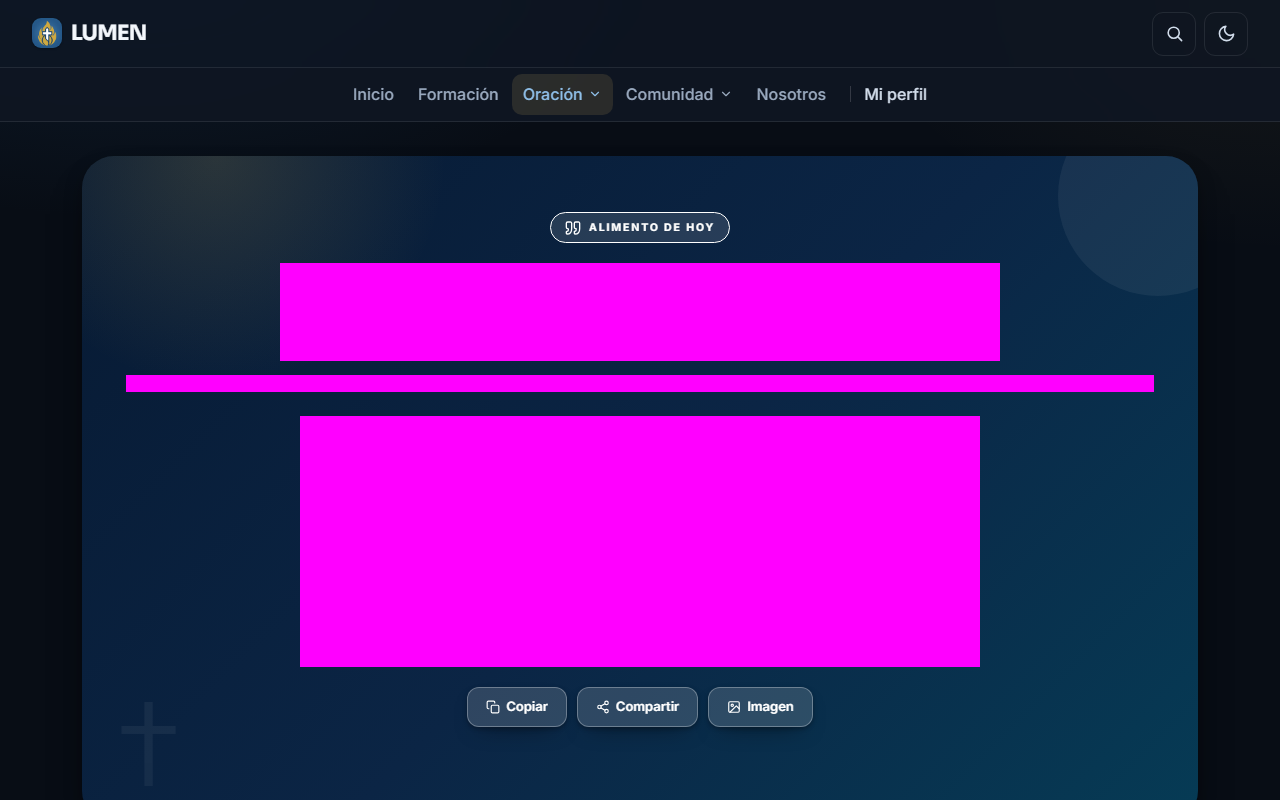 LUMEN
Inicio Formación Oración Comunidad Nosotros Mi perfil
ALIMENTO DE HOY
Copiar Compartir Imagen